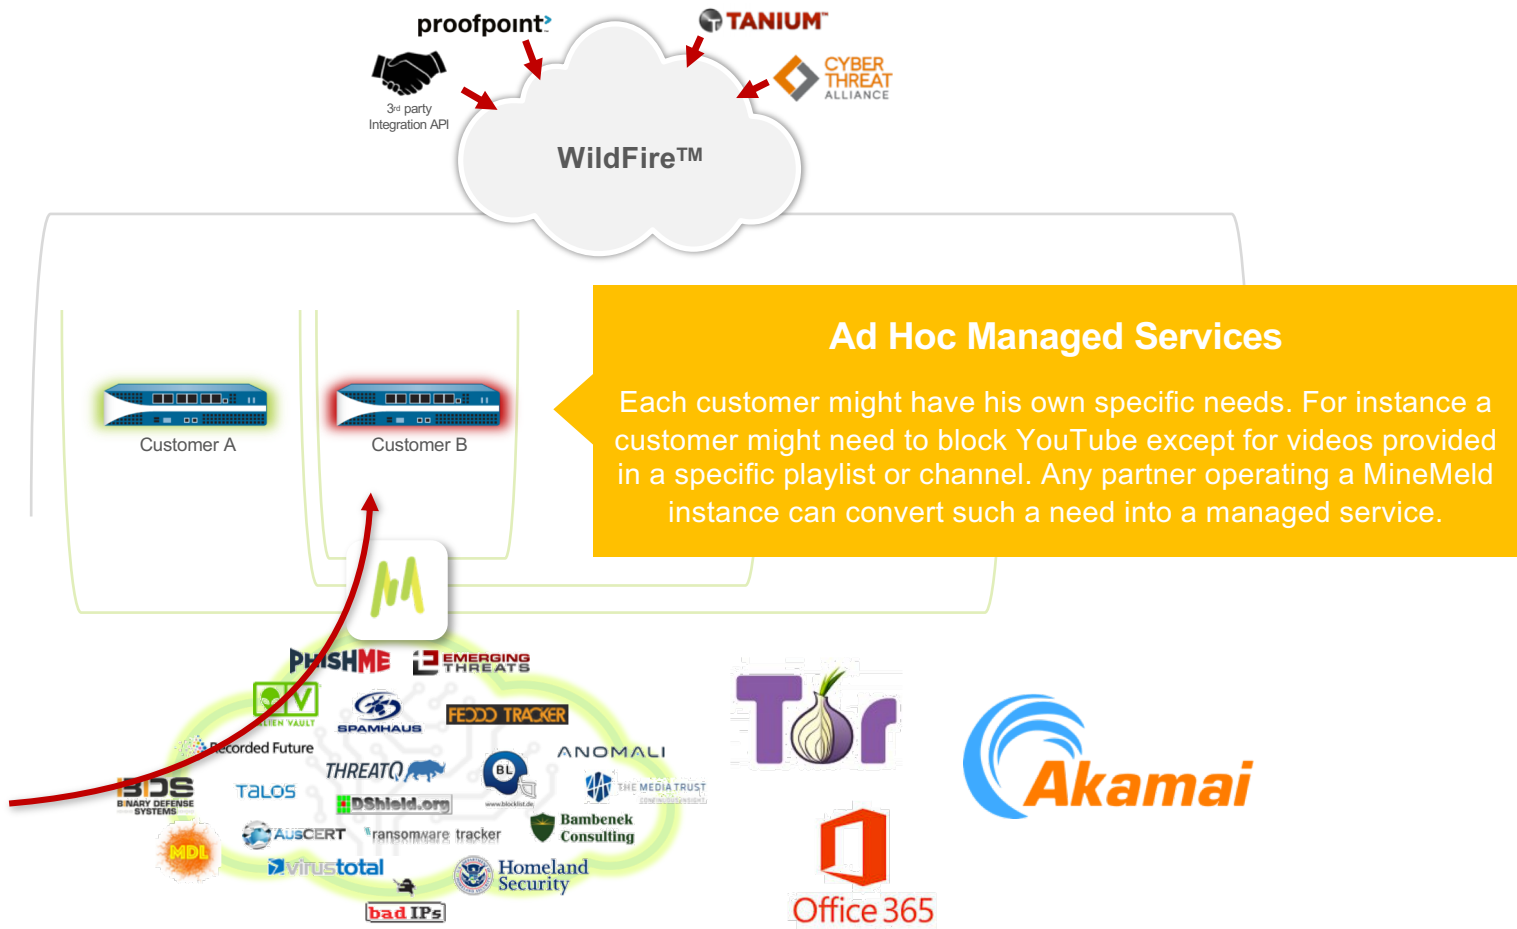 proofpoint
TANIUM™
CYBER
THREAT
ALLIANCE
3rd party
Integration API
WildFire™
Ad Hoc Managed Services
Each customer might have his own specific needs. For instance a
customer might need to block YouTube except for videos provided
in a specific playlist or channel. Any partner operating a MineMeld
instance can convert such a need into a managed service.
Customer A
Customer B
PHISHME
EMERGING
THREATS
ALIEN VAULT
SPAMHAUS
FEODO TRACKER
Recorded Future
ANOMALI
THREATQ
BL
www.blocklist.de
THE MEDIA TRUST
BINARY DEFENSE
SYSTEMS
TALOS
DShield.org
AUSCERT
ransomware tracker
Bambenek
Consulting
MDL
virustotal
Homeland
Security
bad IPs
Tor
Akamai
Office 365